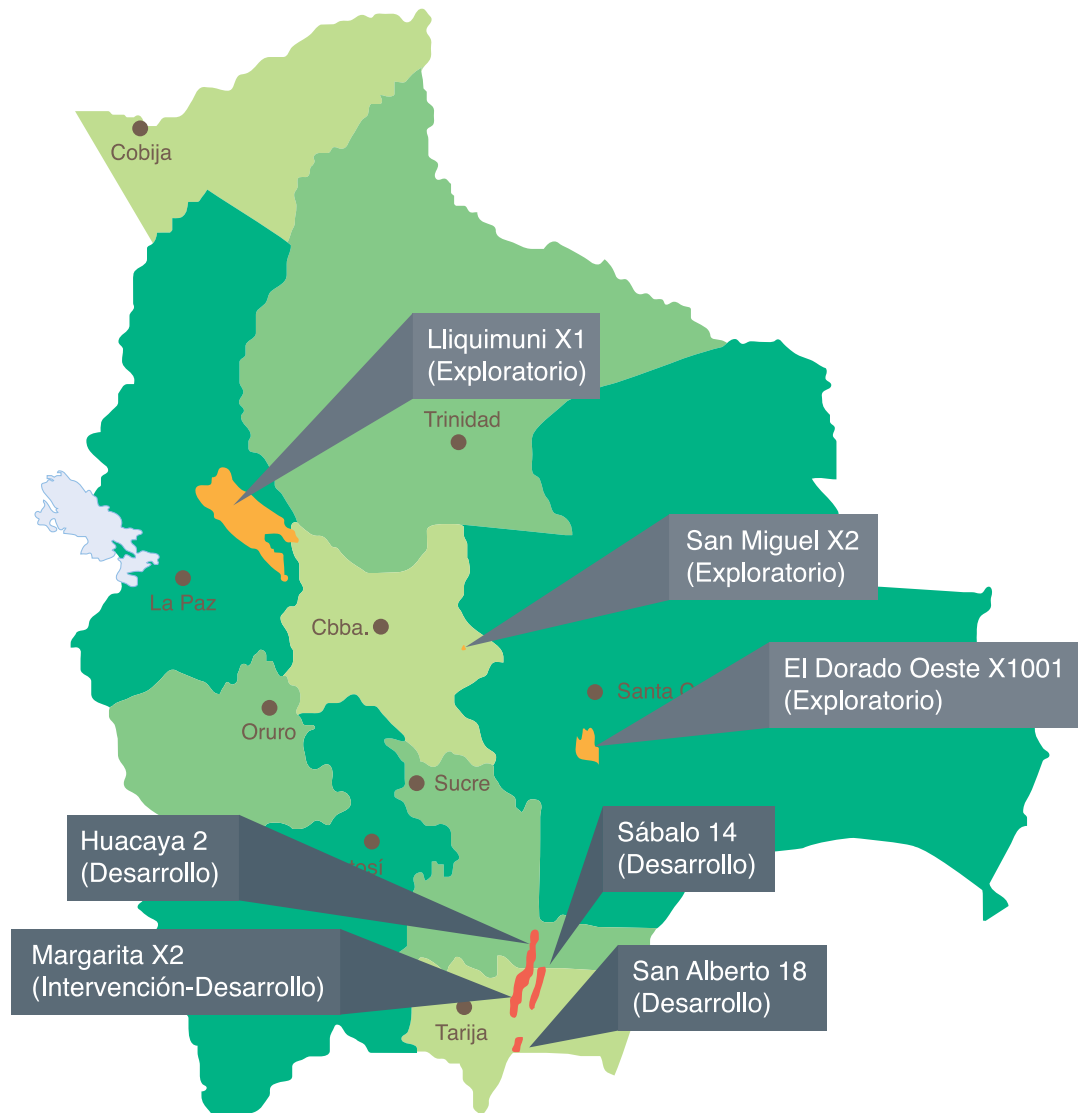 Cobija
Lliquimuni X1
(Exploratorio)
Trinidad
San Miguel X2
(Exploratorio)
La Paz
Cbba.
El Dorado Oeste X1001
(Exploratorio)
Santa
Oruro
Sucre
Huacaya 2
(Desarrollo)
Sábalo 14
(Desarrollo)
Margarita X2
(Intervención-Desarrollo)
San Alberto 18
(Desarrollo)
Tarija